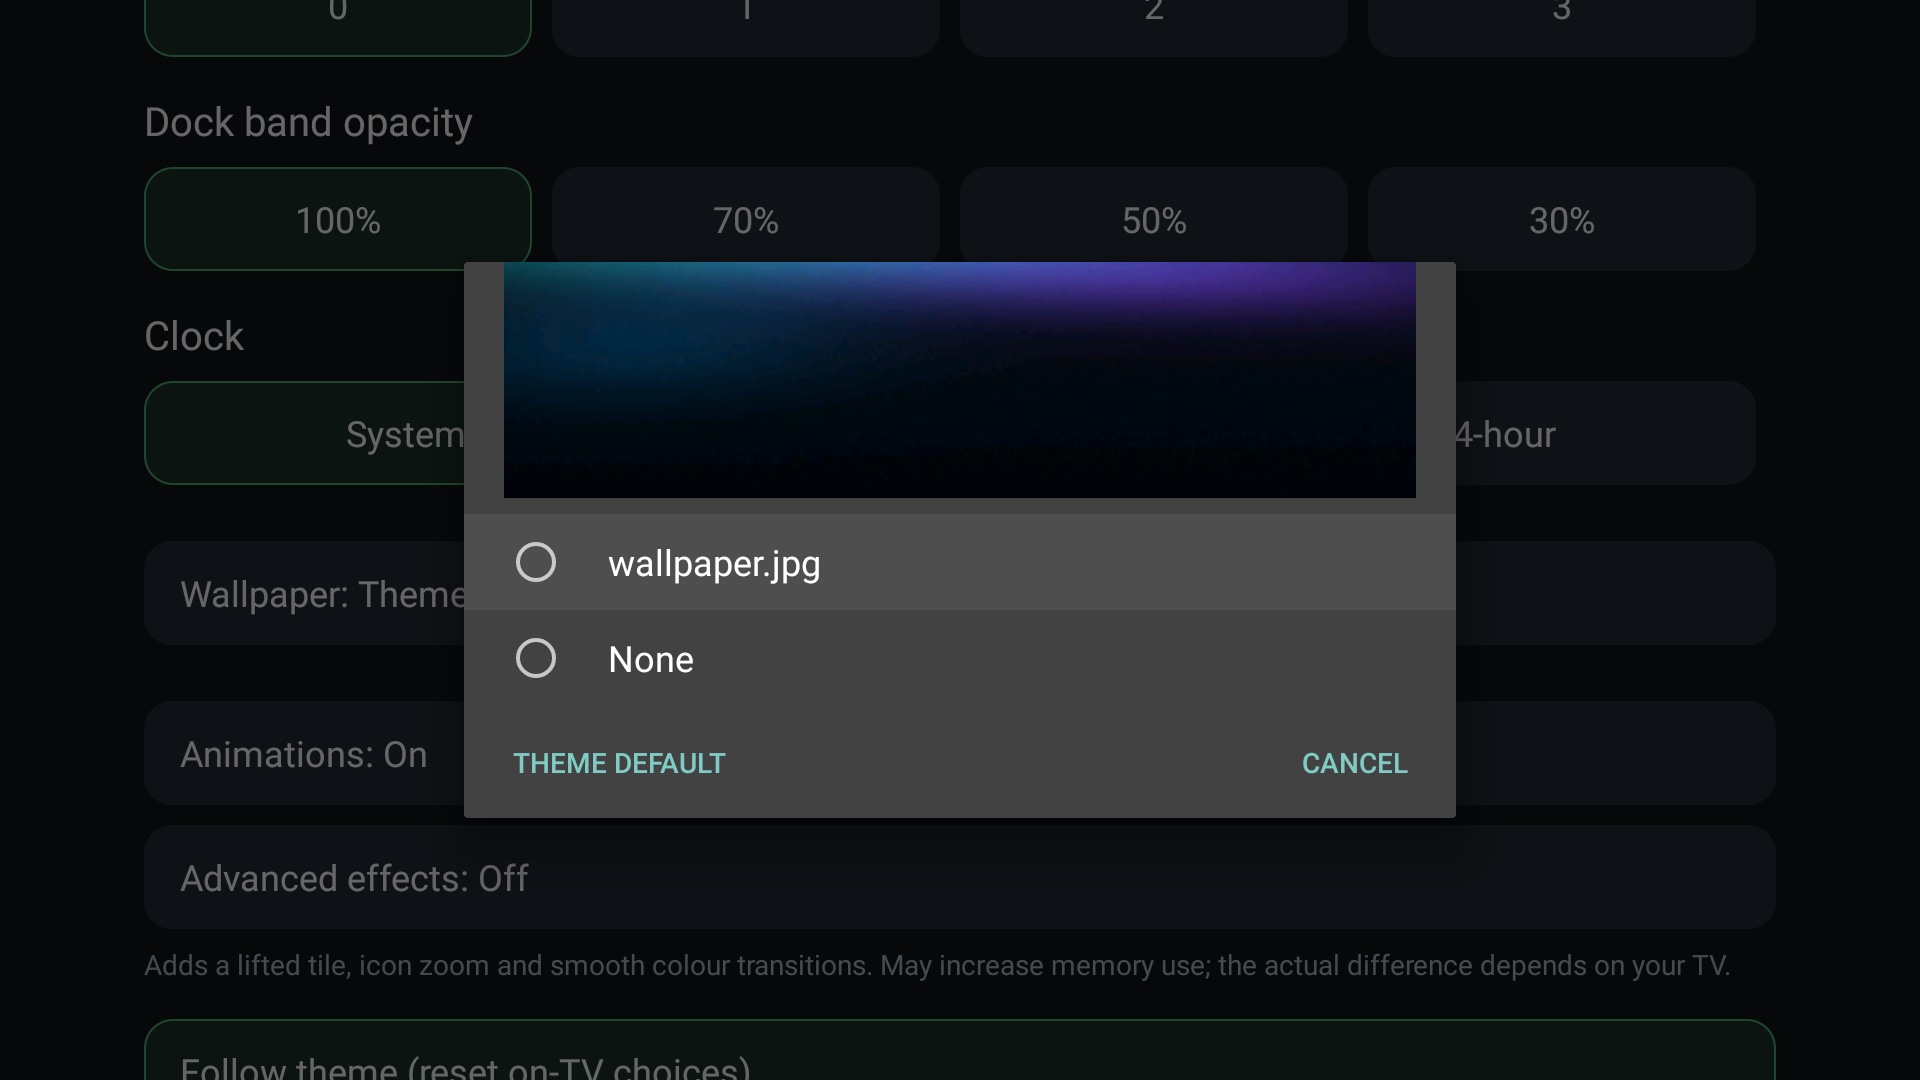 0
1
2
3
Dock band opacity
100%
70%
50%
30%
Clock
System
4-hour
wallpaper.jpg
Wallpaper: Theme
None
Animations: On
THEME DEFAULT
CANCEL
Advanced effects: Off
Adds a lifted tile, icon zoom and smooth colour transitions. May increase memory use; the actual difference depends on your TV.
Follow theme (reset on-TV choices)